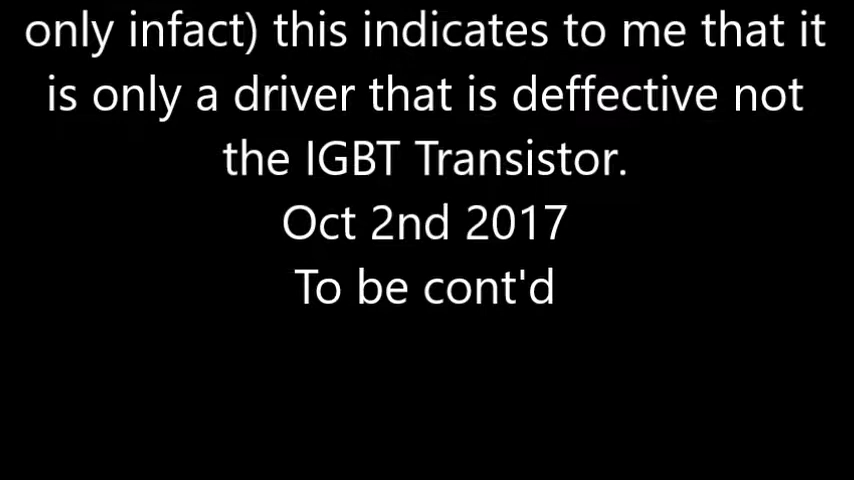 only infact) this indicates to me that it
is only a driver that is deffective not
the IGBT Transistor.
Oct 2nd 2017
To be cont'd